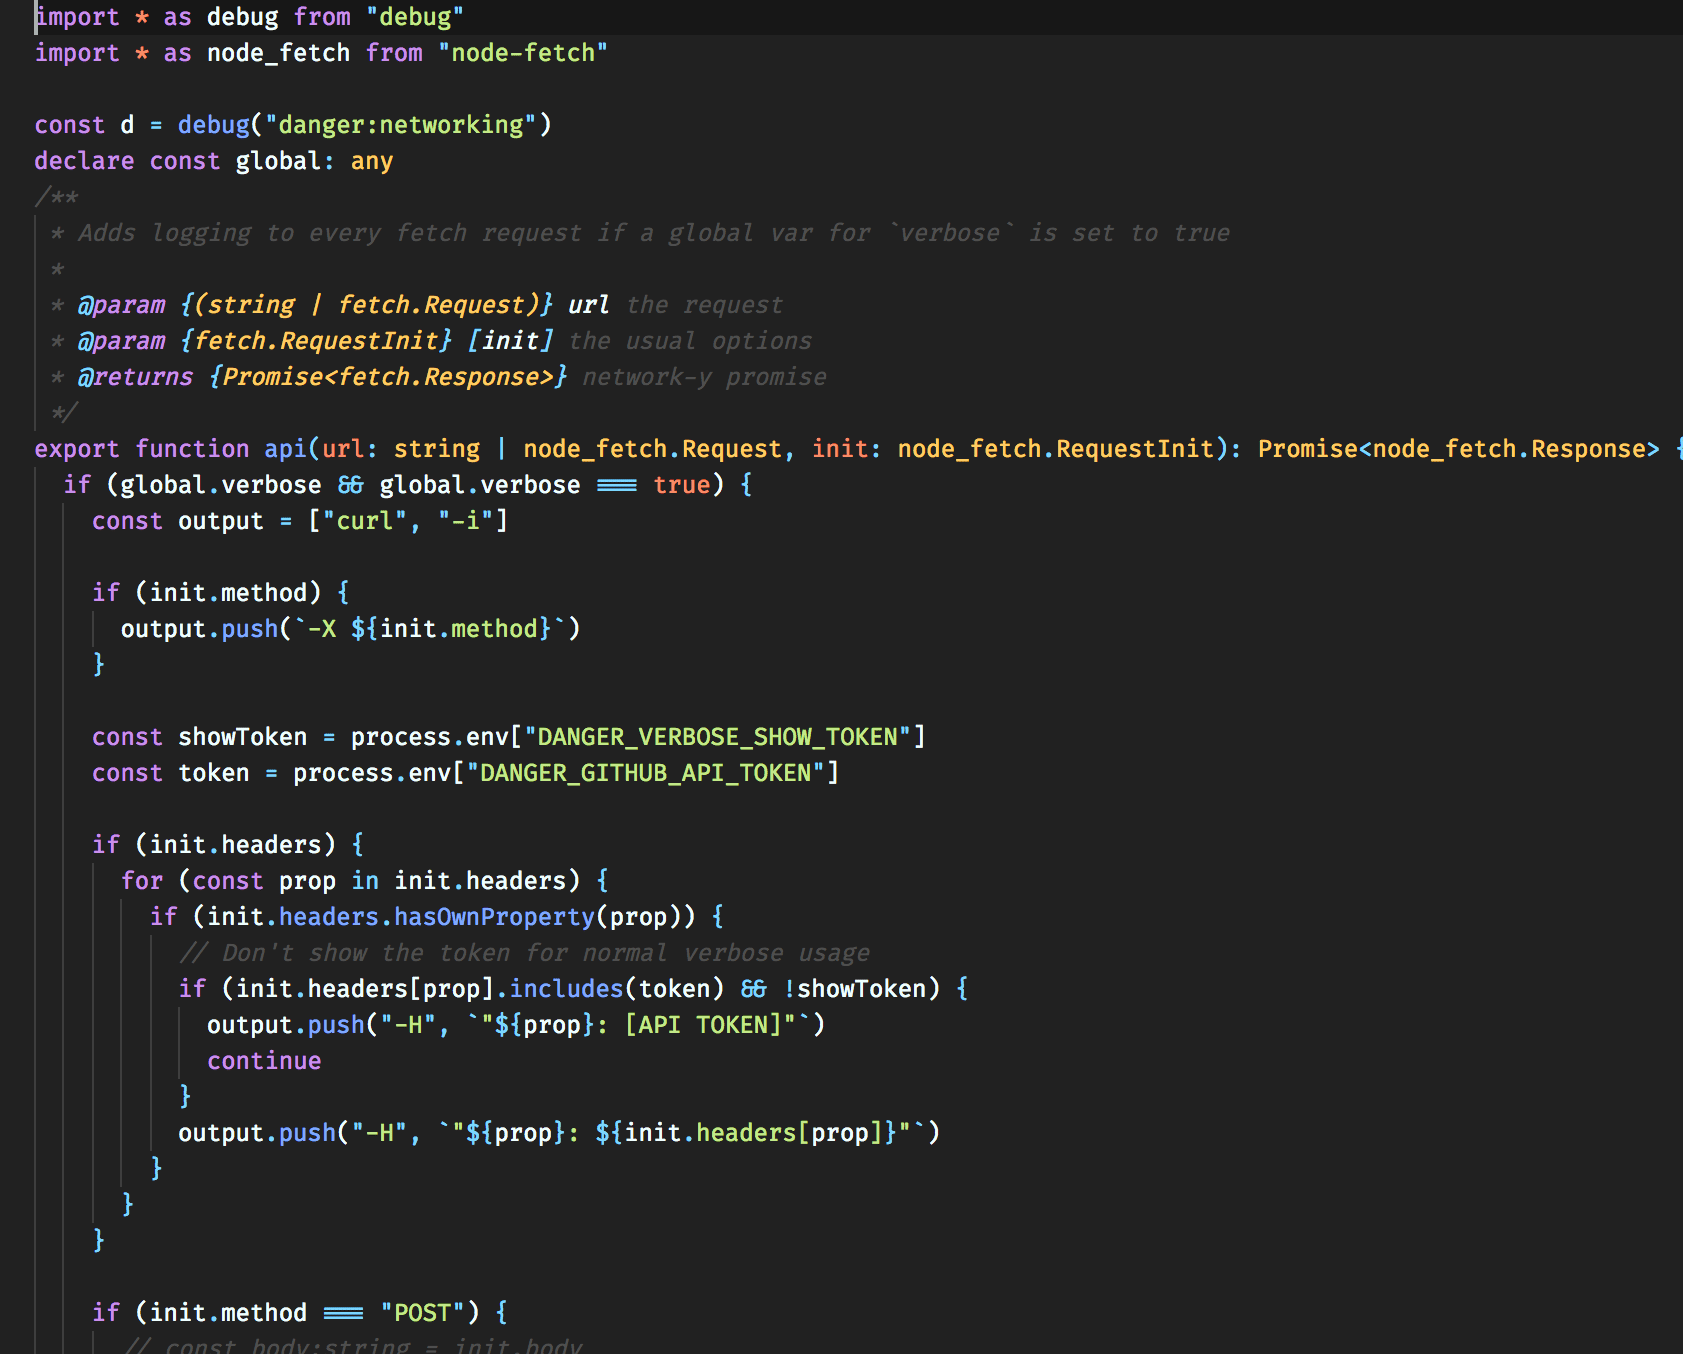 import * as debug from "debug"
import * as node_fetch from "node-fetch"

const d = debug("danger:networking")
declare const global: any
/**
 * Adds logging to every fetch request if a global var for `verbose` is set to true
 *
 * @param {(string | fetch.Request)} url the request
 * @param {fetch.RequestInit} [init] the usual options
 * @returns {Promise<fetch.Response>} network-y promise
 */
export function api(url: string | node_fetch.Request, init: node_fetch.RequestInit): Promise<node_fetch.Response> {
  if (global.verbose && global.verbose === true) {
    const output = ["curl", "-i"]

    if (init.method) {
      output.push(`-X ${init.method}`)
    }

    const showToken = process.env["DANGER_VERBOSE_SHOW_TOKEN"]
    const token = process.env["DANGER_GITHUB_API_TOKEN"]

    if (init.headers) {
      for (const prop in init.headers) {
        if (init.headers.hasOwnProperty(prop)) {
          // Don't show the token for normal verbose usage
          if (init.headers[prop].includes(token) && !showToken) {
            output.push("-H", `"${prop}: [API TOKEN]"`)
            continue
          }
          output.push("-H", `"${prop}: ${init.headers[prop]}"`)
        }
      }
    }

    if (init.method === "POST") {
      // const body:string = init.body